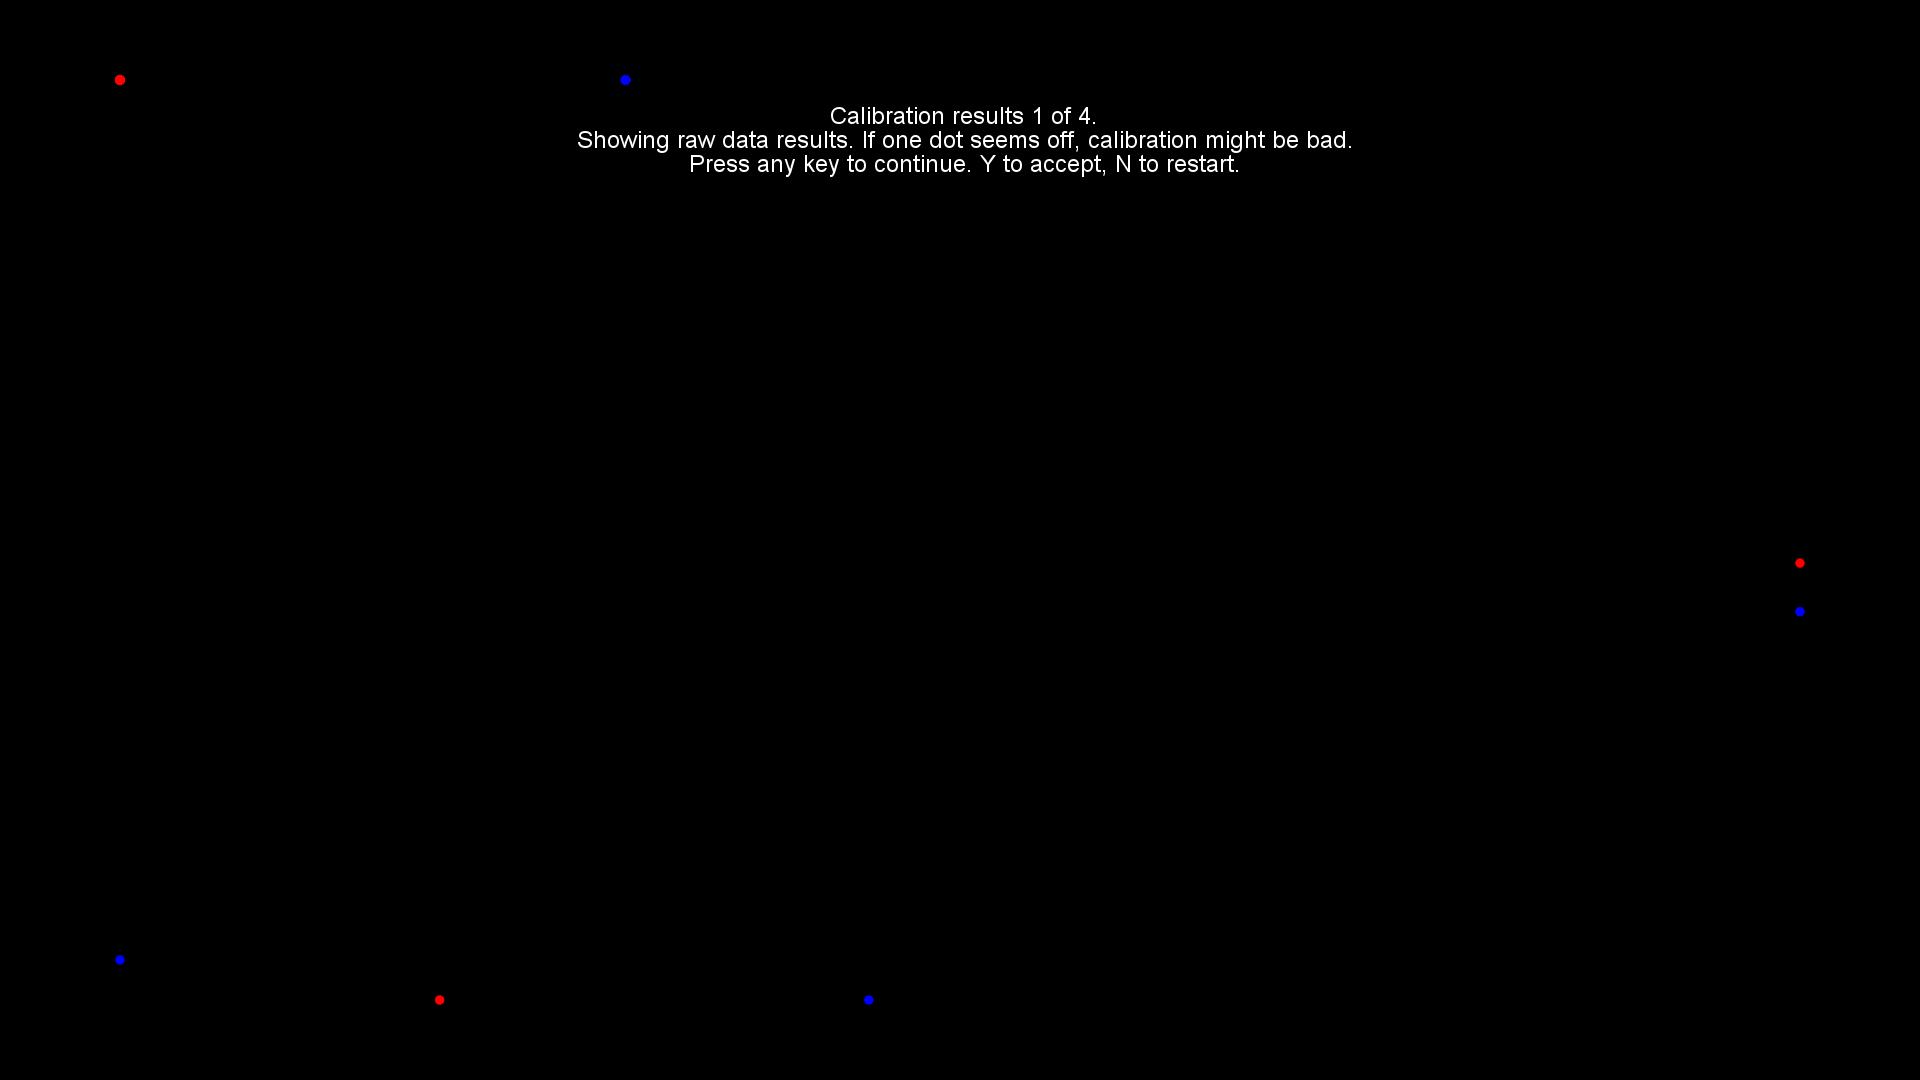 Calibration results 1 of 4.
Showing raw data results. If one dot seems off, calibration might be bad.
Press any key to continue. Y to accept, N to restart.